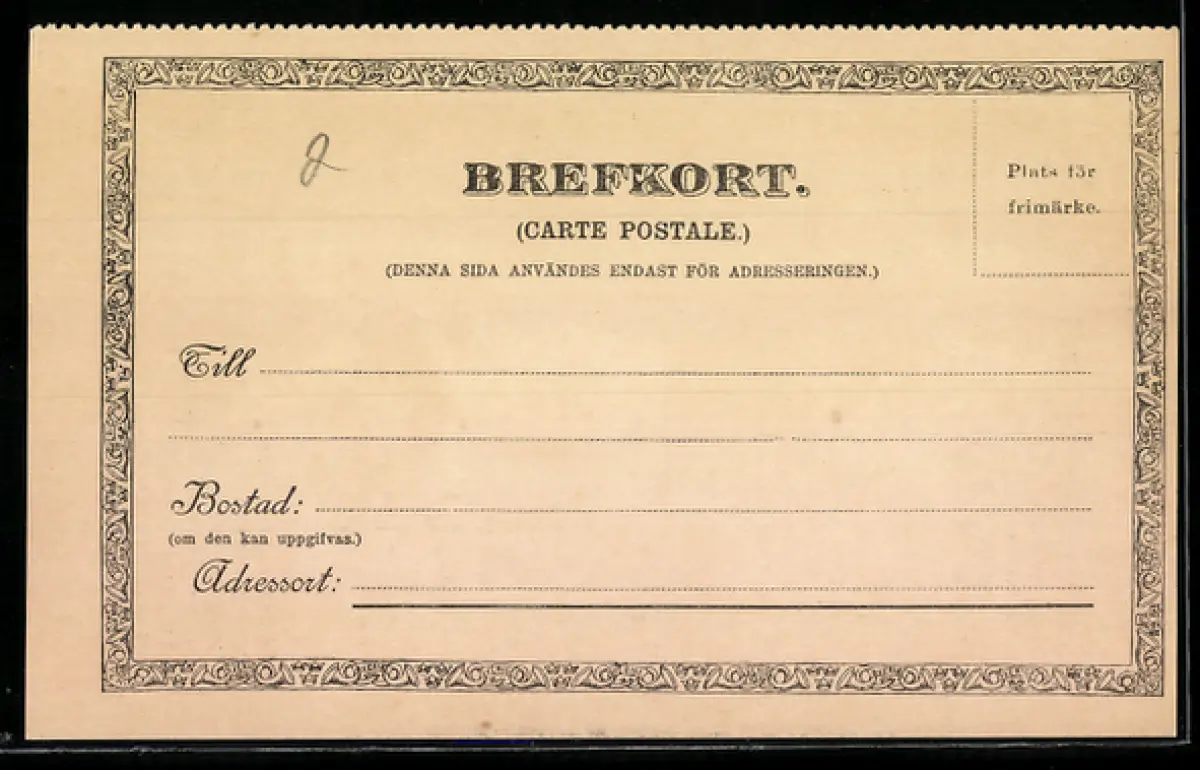 BREFKORT.
(CARTE POSTALE.)
(DENNA SIDA ANVÄNDES ENDAST FÖR ADRESSERINGEN.)
Plats för
frimärke.
Till
Bostad:
(om den kan uppgifvas.)
Adressort: